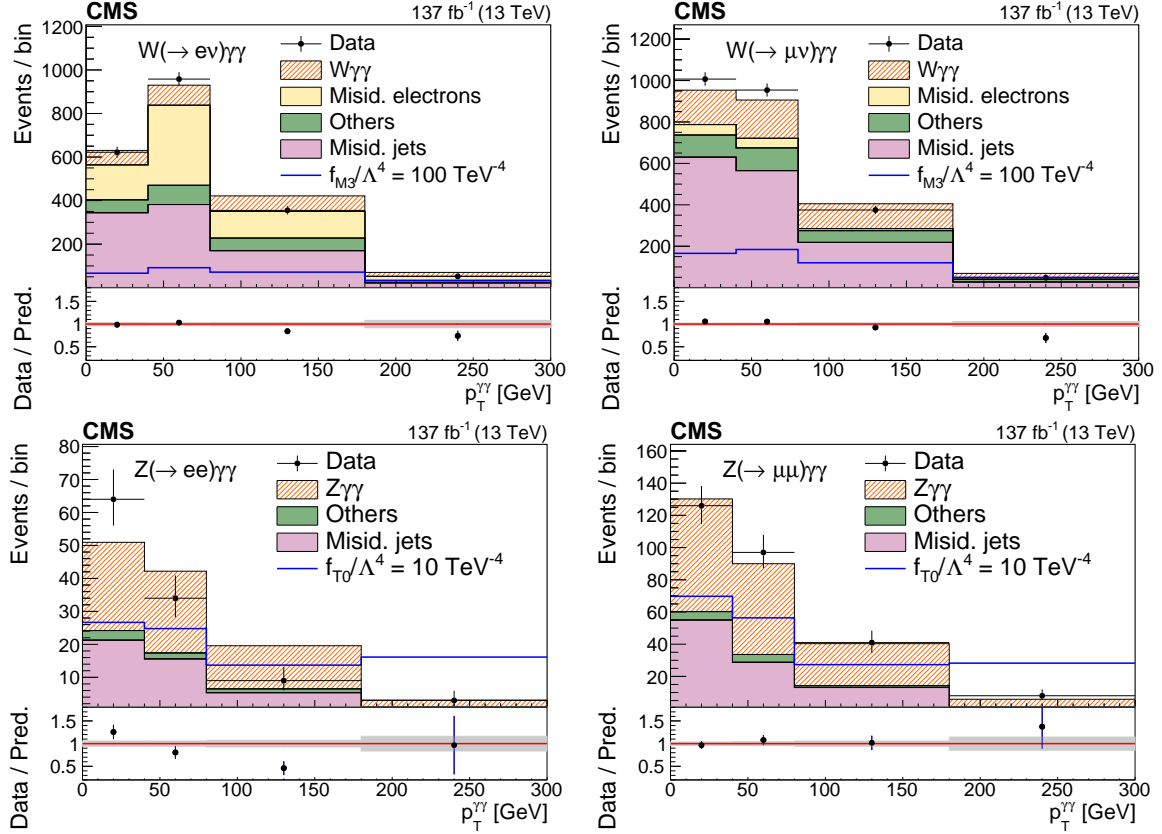 CMS 137 fb⁻¹ (13 TeV)
W(→ eν)γγ
Data
Wγγ
Misid. electrons
Others
Misid. jets
f_M3/Λ⁴ = 100 TeV⁻⁴
Events / bin
1200
1000
800
600
400
200
Data / Pred.
1.5
1
0.5
0 50 100 150 200 250 300
p_T^γγ [GeV]
CMS 137 fb⁻¹ (13 TeV)
W(→ μν)γγ
Data
Wγγ
Misid. electrons
Others
Misid. jets
f_M3/Λ⁴ = 100 TeV⁻⁴
Events / bin
1200
1000
800
600
400
200
Data / Pred.
1.5
1
0.5
0 50 100 150 200 250 300
p_T^γγ [GeV]
CMS 137 fb⁻¹ (13 TeV)
Z(→ ee)γγ
Data
Zγγ
Others
Misid. jets
f_T0/Λ⁴ = 10 TeV⁻⁴
Events / bin
80
70
60
50
40
30
20
10
Data / Pred.
1.5
1
0.5
0 50 100 150 200 250 300
p_T^γγ [GeV]
CMS 137 fb⁻¹ (13 TeV)
Z(→ μμ)γγ
Data
Zγγ
Others
Misid. jets
f_T0/Λ⁴ = 10 TeV⁻⁴
Events / bin
160
140
120
100
80
60
40
20
Data / Pred.
1.5
1
0.5
0 50 100 150 200 250 300
p_T^γγ [GeV]